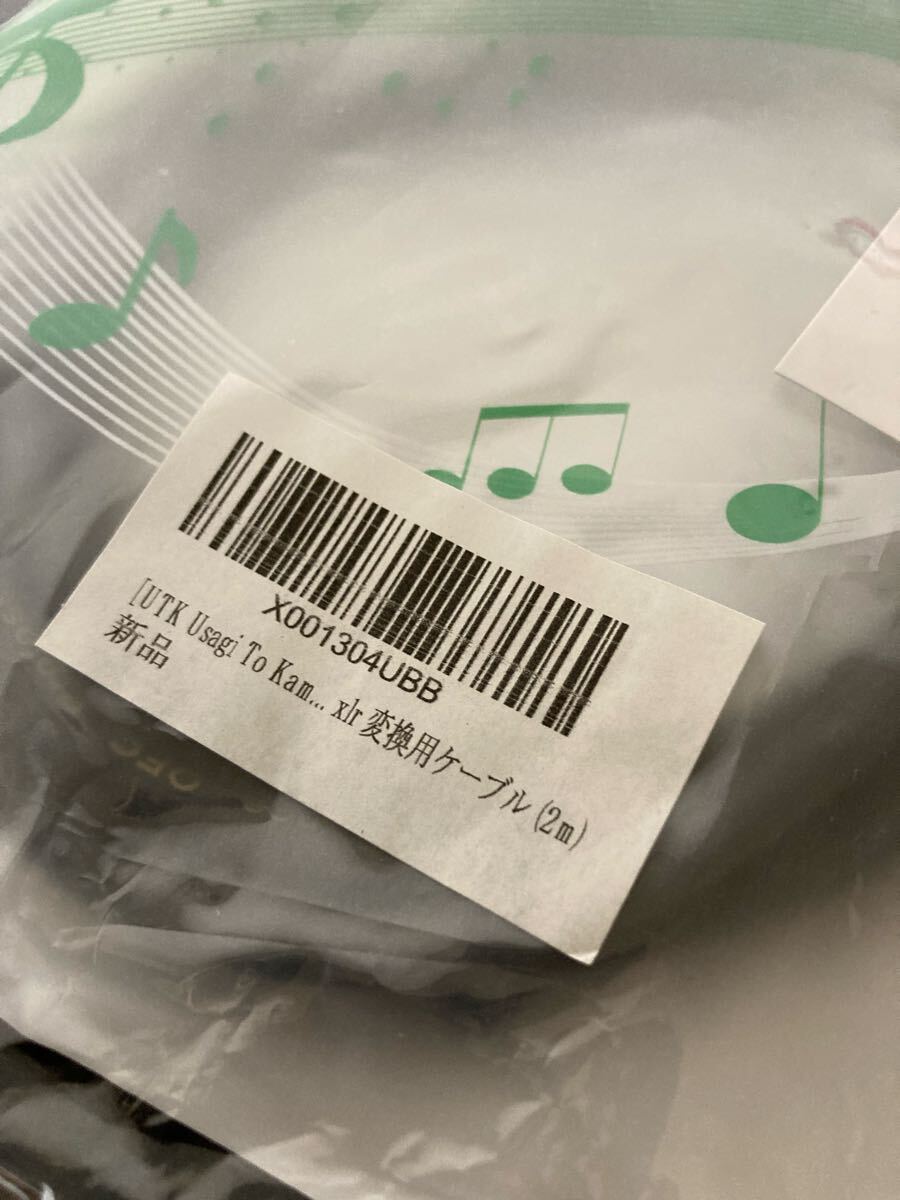 X001304UBB
[UTK Usagi To Kam... xlr 変換用ケーブル (2m)
新品